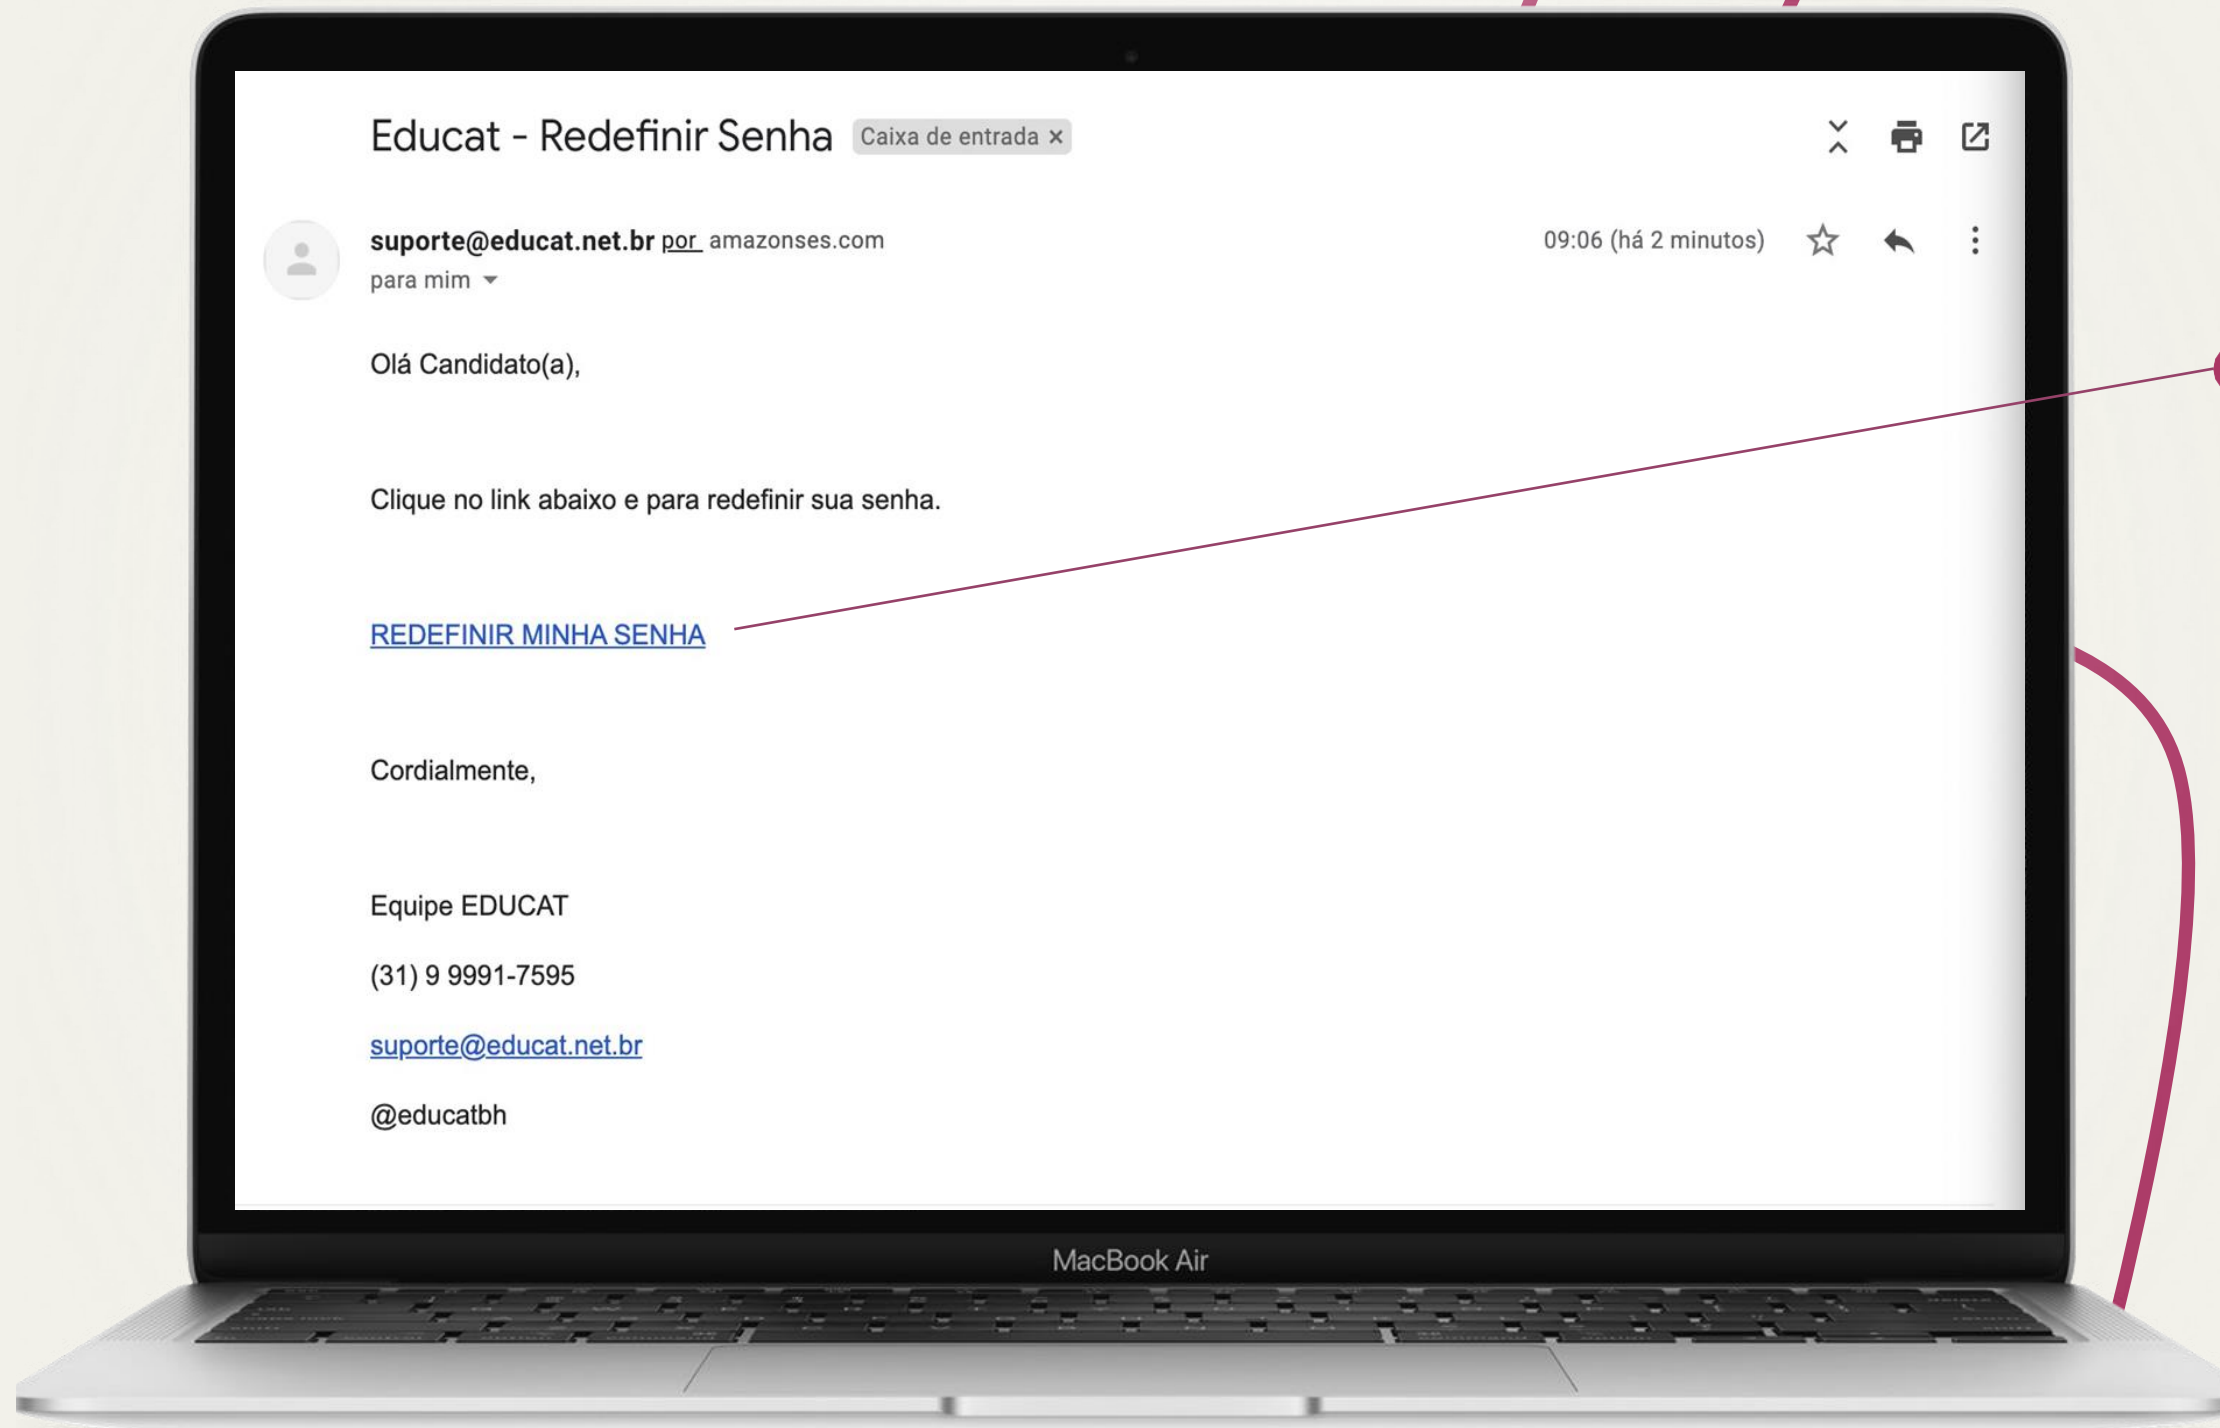 Educat - Redefinir Senha Caixa de entrada ×
suporte@educat.net.br por amazonses.com 09:06 (há 2 minutos)
para mim
Olá Candidato(a),
Clique no link abaixo e para redefinir sua senha.
REDEFINIR MINHA SENHA
Cordialmente,
Equipe EDUCAT
(31) 9 9991-7595
suporte@educat.net.br
@educatbh
MacBook Air